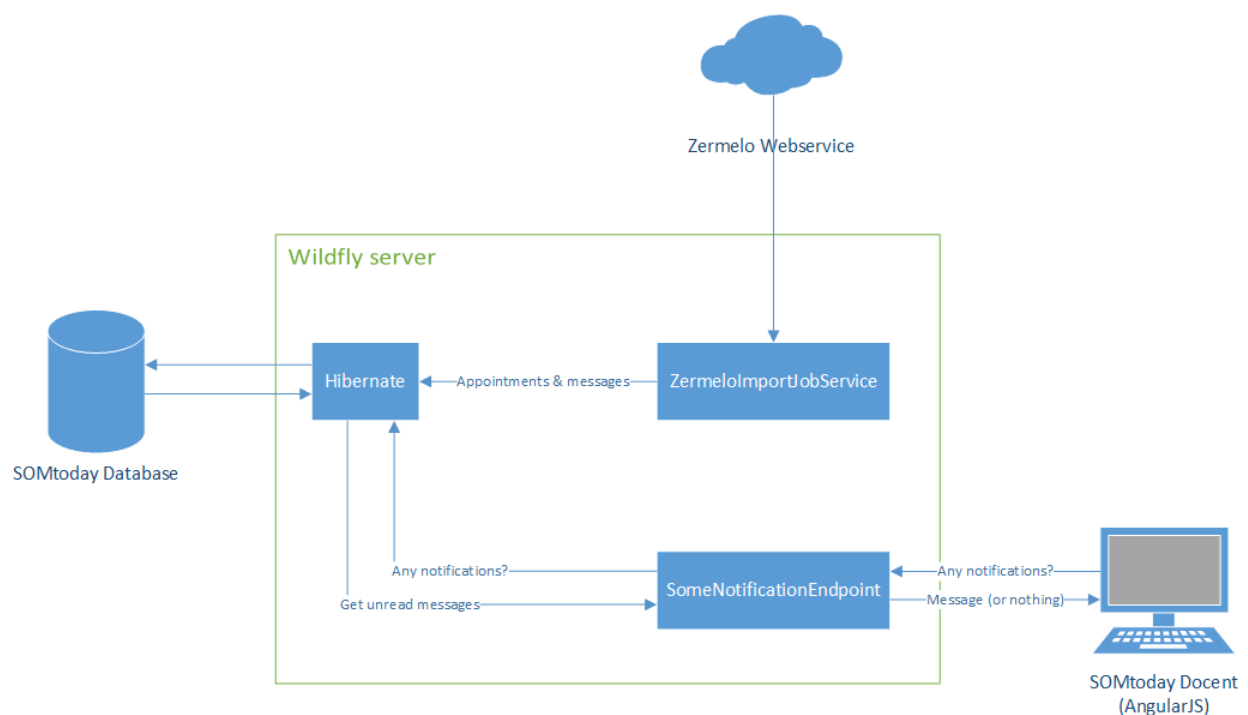 Zermelo Webservice
Wildfly server
Hibernate
Appointments & messages
ZermeloImportJobService
SOMtoday Database
Any notifications?
Get unread messages
SomeNotificationEndpoint
Any notifications?
Message (or nothing)
SOMtoday Docent
(AngularJS)